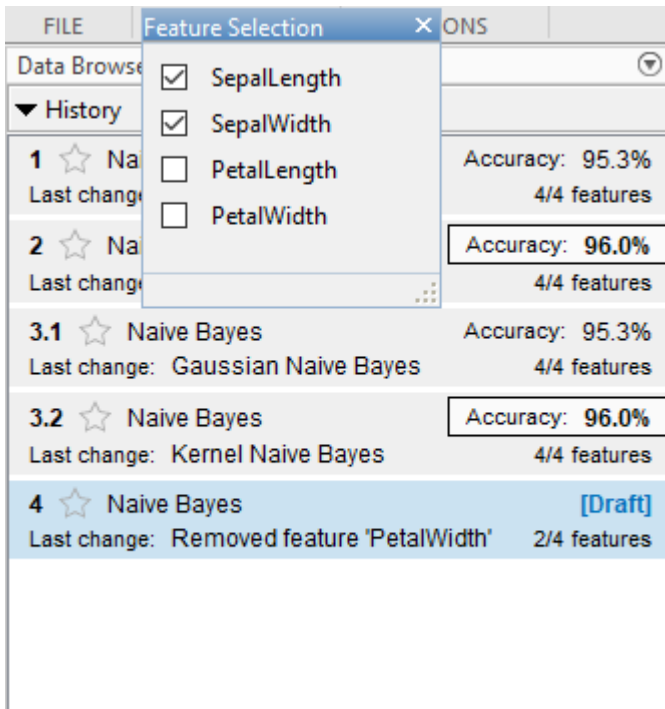 FILE
Feature Selection
ONS
Data Browse
SepalLength
SepalWidth
PetalLength
PetalWidth
History
1 Nai Accuracy: 95.3%
Last change 4/4 features
2 Nai Accuracy: 96.0%
Last change 4/4 features
3.1 Naive Bayes Accuracy: 95.3%
Last change: Gaussian Naive Bayes 4/4 features
3.2 Naive Bayes Accuracy: 96.0%
Last change: Kernel Naive Bayes 4/4 features
4 Naive Bayes [Draft]
Last change: Removed feature 'PetalWidth' 2/4 features